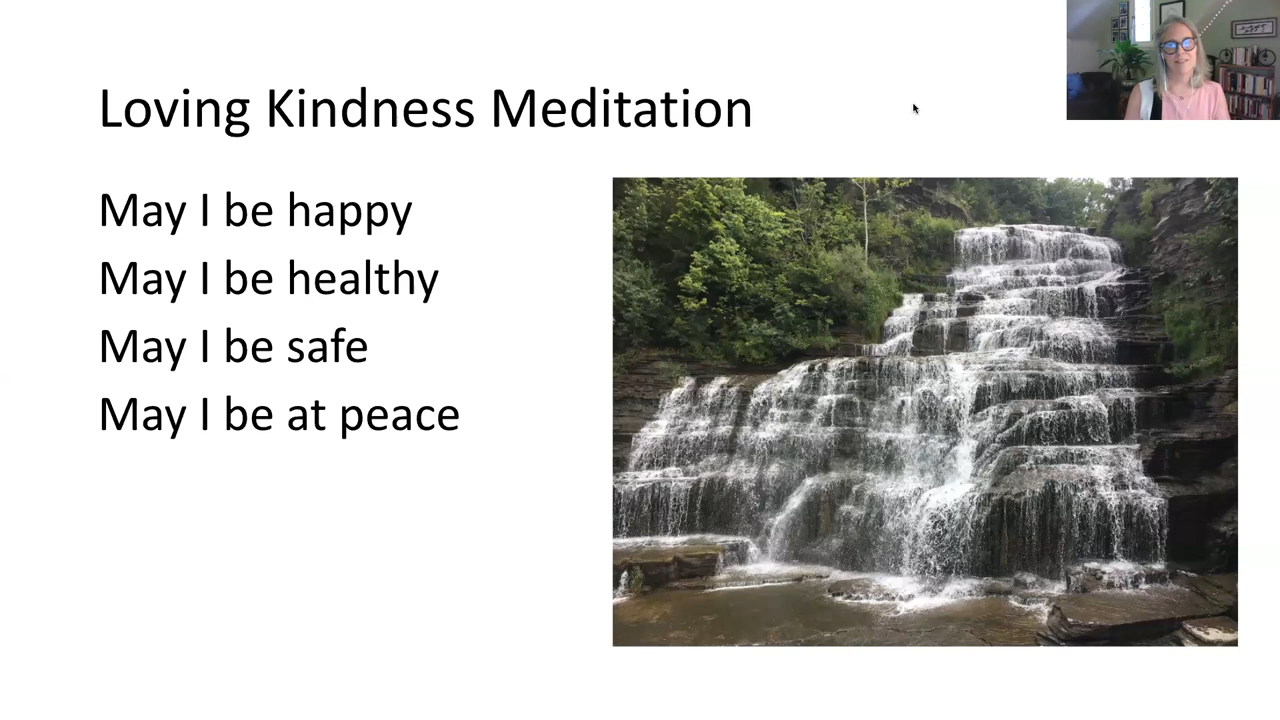 Loving Kindness Meditation
May I be happy
May I be healthy
May I be safe
May I be at peace